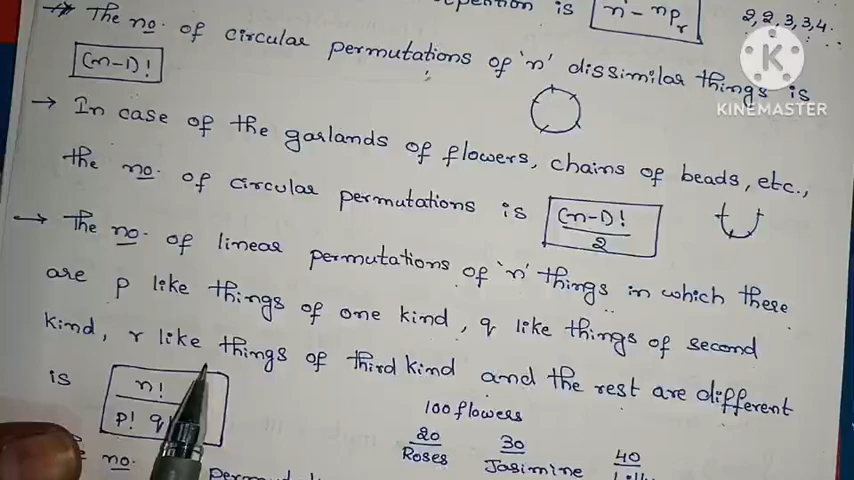 is n^r - nPr
2,2,3,3,4.
→ The no. of circular permutations of 'n' dissimilar things is
(n-1)!
→ In case of the garlands of flowers, chains of beads, etc.,
the no. of circular permutations is (n-1)!/2
→ The no. of linear permutations of 'n' things in which there
are p like things of one kind, q like things of second
kind, r like things of third kind and the rest are different
is n! / p! q
100 flowers
20 Roses
30 Jasimine
40
no.
KINEMASTER